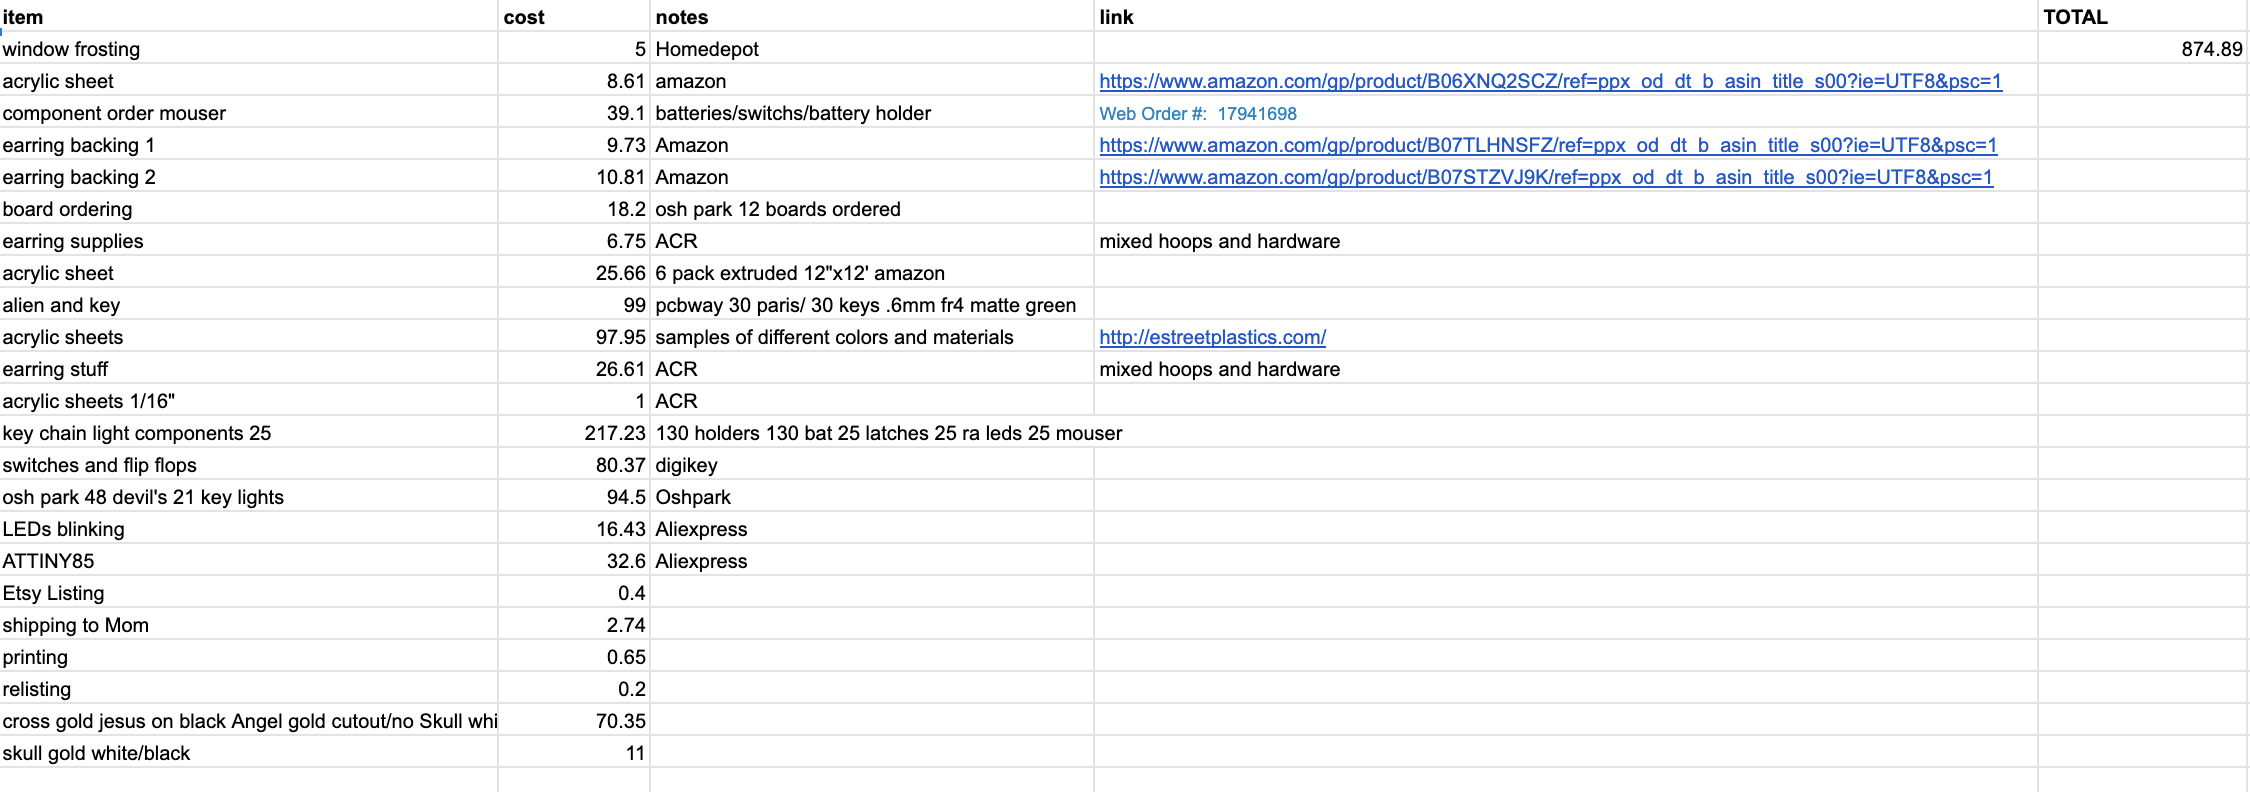 item cost notes link TOTAL
window frosting 5 Homedepot 874.89
acrylic sheet 8.61 amazon https://www.amazon.com/gp/product/B06XNQ2SCZ/ref=ppx_od_dt_b_asin_title_s00?ie=UTF8&psc=1
component order mouser 39.1 batteries/switchs/battery holder Web Order #: 17941698
earring backing 1 9.73 Amazon https://www.amazon.com/gp/product/B07TLHNSFZ/ref=ppx_od_dt_b_asin_title_s00?ie=UTF8&psc=1
earring backing 2 10.81 Amazon https://www.amazon.com/gp/product/B07STZVJ9K/ref=ppx_od_dt_b_asin_title_s00?ie=UTF8&psc=1
board ordering 18.2 osh park 12 boards ordered
earring supplies 6.75 ACR mixed hoops and hardware
acrylic sheet 25.66 6 pack extruded 12"x12' amazon
alien and key 99 pcbway 30 paris/ 30 keys .6mm fr4 matte green
acrylic sheets 97.95 samples of different colors and materials http://estreetplastics.com/
earring stuff 26.61 ACR mixed hoops and hardware
acrylic sheets 1/16" 1 ACR
key chain light components 25 217.23 130 holders 130 bat 25 latches 25 ra leds 25 mouser
switches and flip flops 80.37 digikey
osh park 48 devil's 21 key lights 94.5 Oshpark
LEDs blinking 16.43 Aliexpress
ATTINY85 32.6 Aliexpress
Etsy Listing 0.4
shipping to Mom 2.74
printing 0.65
relisting 0.2
cross gold jesus on black Angel gold cutout/no Skull whi 70.35
skull gold white/black 11